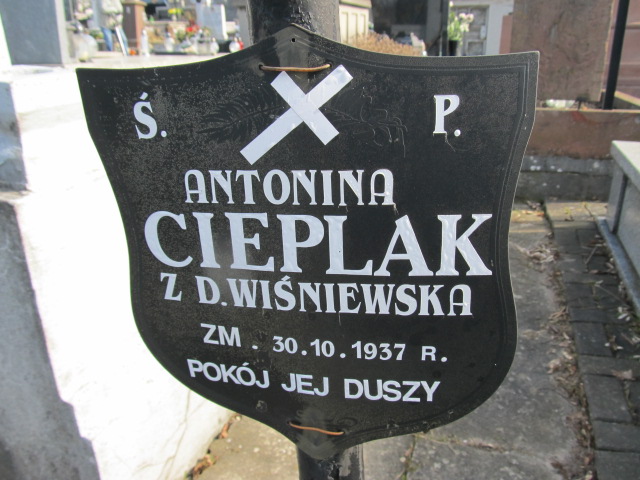 Ś. P.
ANTONINA
CIEPLAK
Z D.WIŚNIEWSKA
ZM. 30.10.1937 R.
POKÓJ JEJ DUSZY